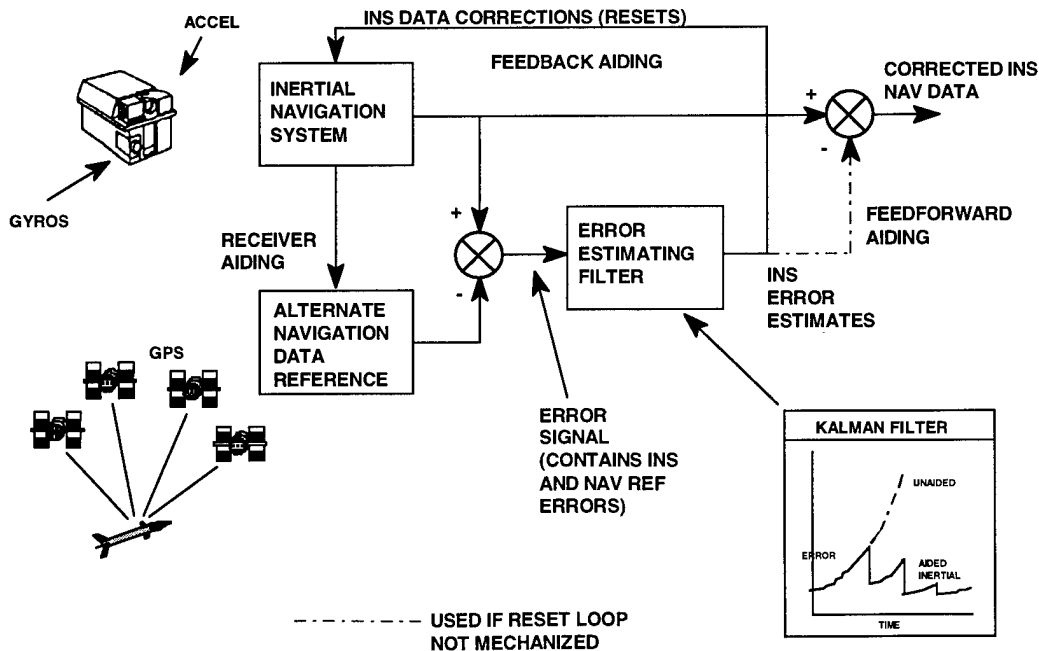 ACCEL
INS DATA CORRECTIONS (RESETS)
FEEDBACK AIDING
INERTIAL
NAVIGATION
SYSTEM
CORRECTED INS
NAV DATA
+
-
GYROS
RECEIVER
AIDING
+
-
ERROR
ESTIMATING
FILTER
FEEDFORWARD
AIDING
INS
ERROR
ESTIMATES
ALTERNATE
NAVIGATION
DATA
REFERENCE
GPS
ERROR
SIGNAL
(CONTAINS INS
AND NAV REF
ERRORS)
KALMAN FILTER
UNAIDED
ERROR
AIDED
INERTIAL
TIME
USED IF RESET LOOP
NOT MECHANIZED